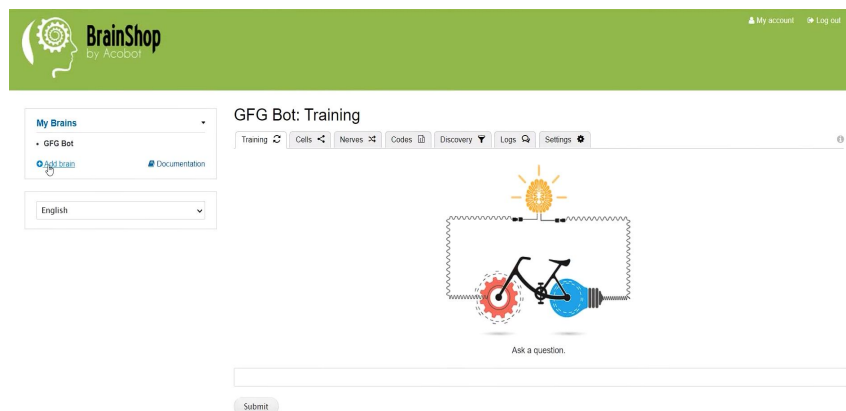 BrainShop
by Acobot
My account Log out
My Brains
GFG Bot
Add brain Documentation
English
GFG Bot: Training
Training Cells Nerves Codes Discovery Logs Settings
Ask a question.
Submit